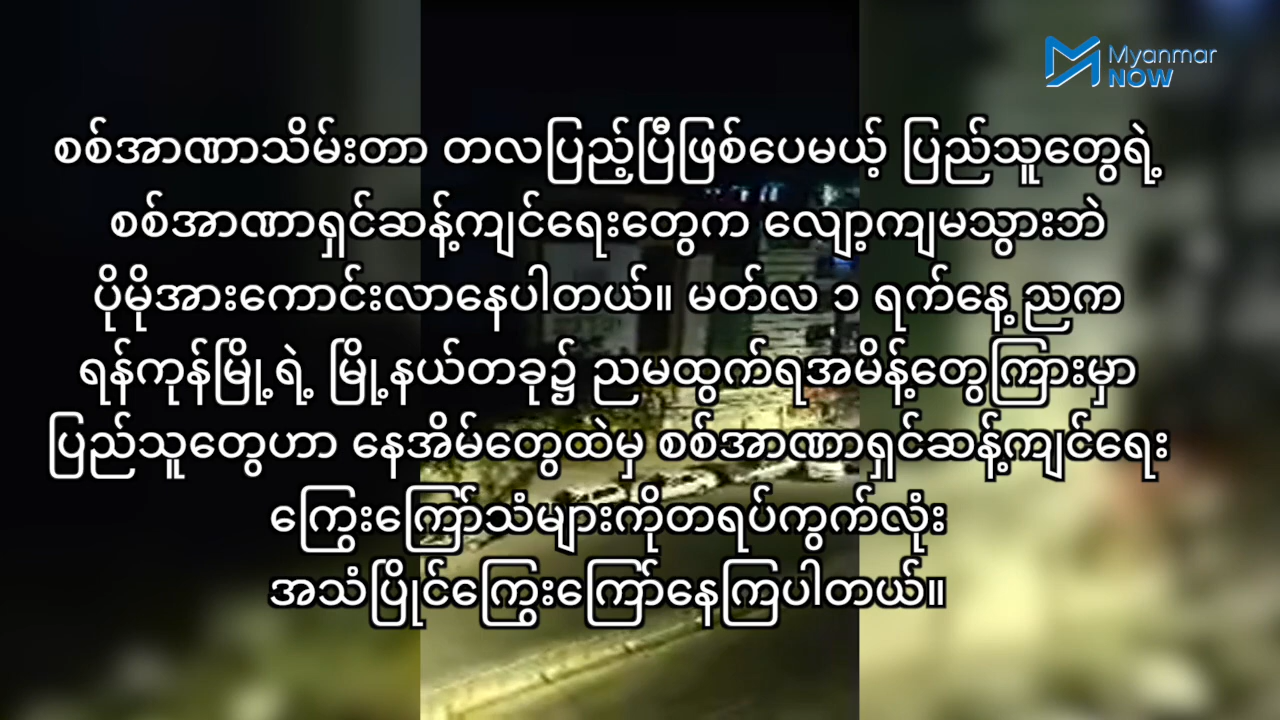 Myanmar
NOW
စစ်အာဏာသိမ်းတာ တလပြည့်ပြီဖြစ်ပေမယ့် ပြည်သူတွေရဲ့
စစ်အာဏာရှင်ဆန့်ကျင်ရေးတွေက လျော့ကျမသွားဘဲ
ပိုမိုအားကောင်းလာနေပါတယ်။ မတ်လ ၁ ရက်နေ့ ညက
ရန်ကုန်မြို့ရဲ့ မြို့နယ်တခု၌ ညမထွက်ရအမိန့်တွေကြားမှာ
ပြည်သူတွေဟာ နေအိမ်တွေထဲမှ စစ်အာဏာရှင်ဆန့်ကျင်ရေး
ကြွေးကြော်သံများကိုတရပ်ကွက်လုံး
အသံပြိုင်ကြွေးကြော်နေကြပါတယ်။